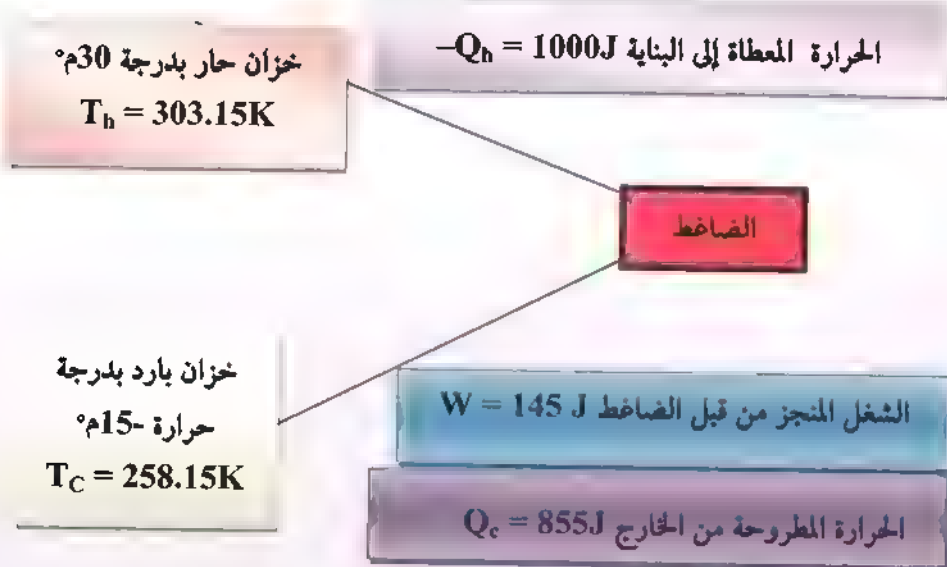 الحرارة المعطاة إلى البناية –Qh = 1000J
خزان حار بدرجة 30م°
Th = 303.15K
الضاغط
خزان بارد بدرجة
حرارة -15م°
TC = 258.15K
الشغل المنجز من قبل الضاغط W = 145 J
الحرارة المطروحة من الخارج Qc = 855J